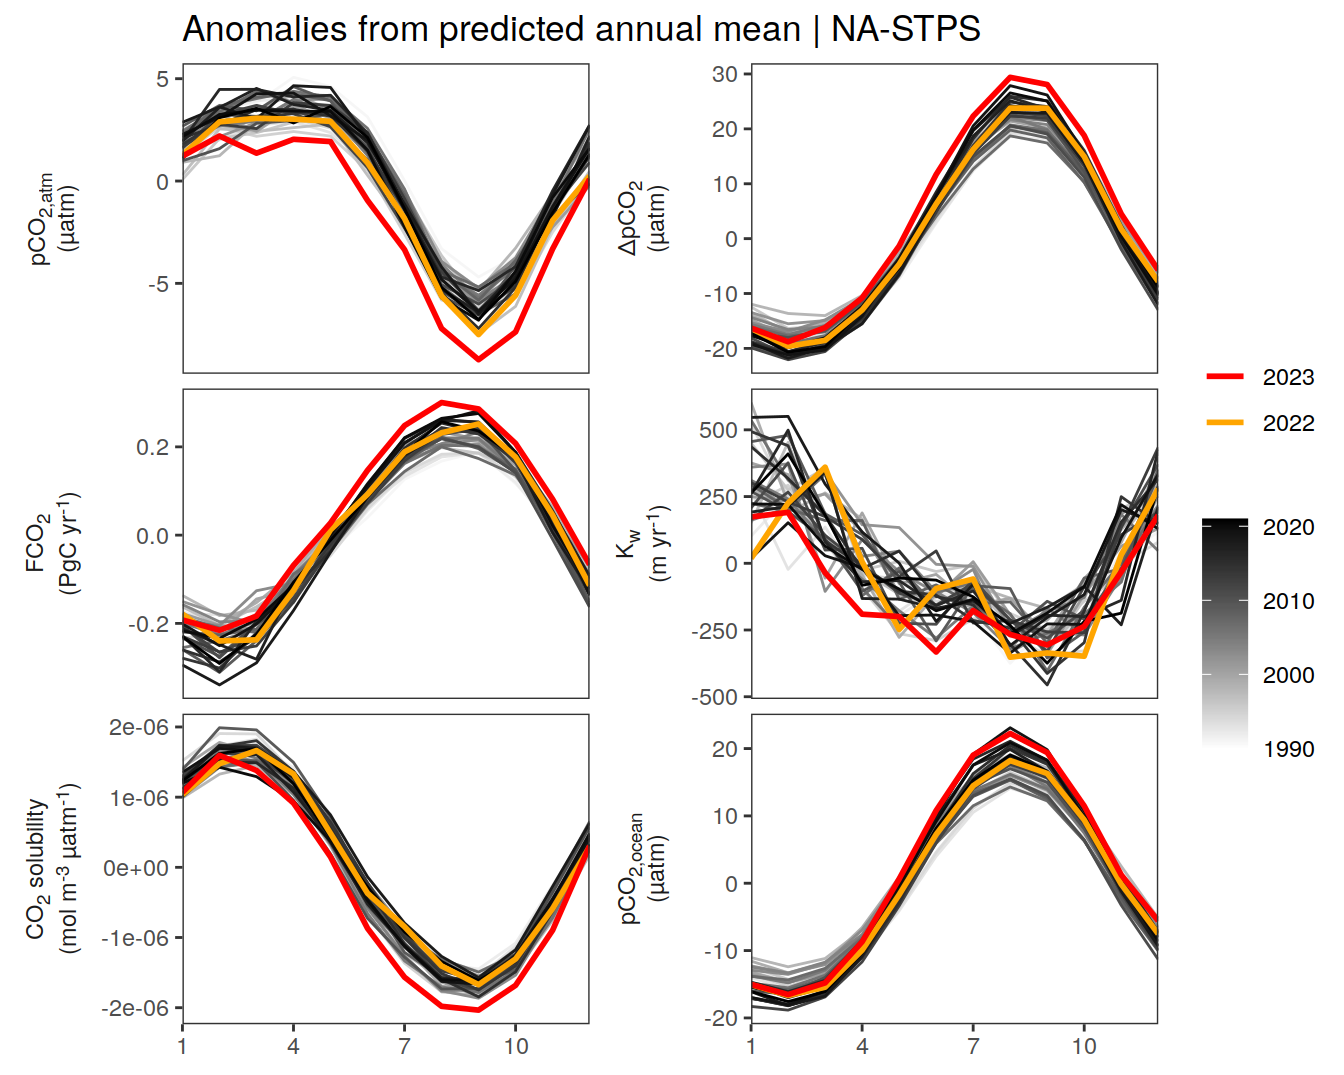 Anomalies from predicted annual mean | NA-STPS
pCO2,atm
(µatm)
5
0
-5
ΔpCO2
(µatm)
30
20
10
0
-10
-20
FCO2
(PgC yr-1)
0.2
0.0
-0.2
Kw
(m yr-1)
500
250
0
-250
-500
CO2 solubility
(mol m-3 µatm-1)
2e-06
1e-06
0e+00
-1e-06
-2e-06
1
4
7
10
pCO2,ocean
(µatm)
20
10
0
-10
-20
1
4
7
10
2023
2022
2020
2010
2000
1990